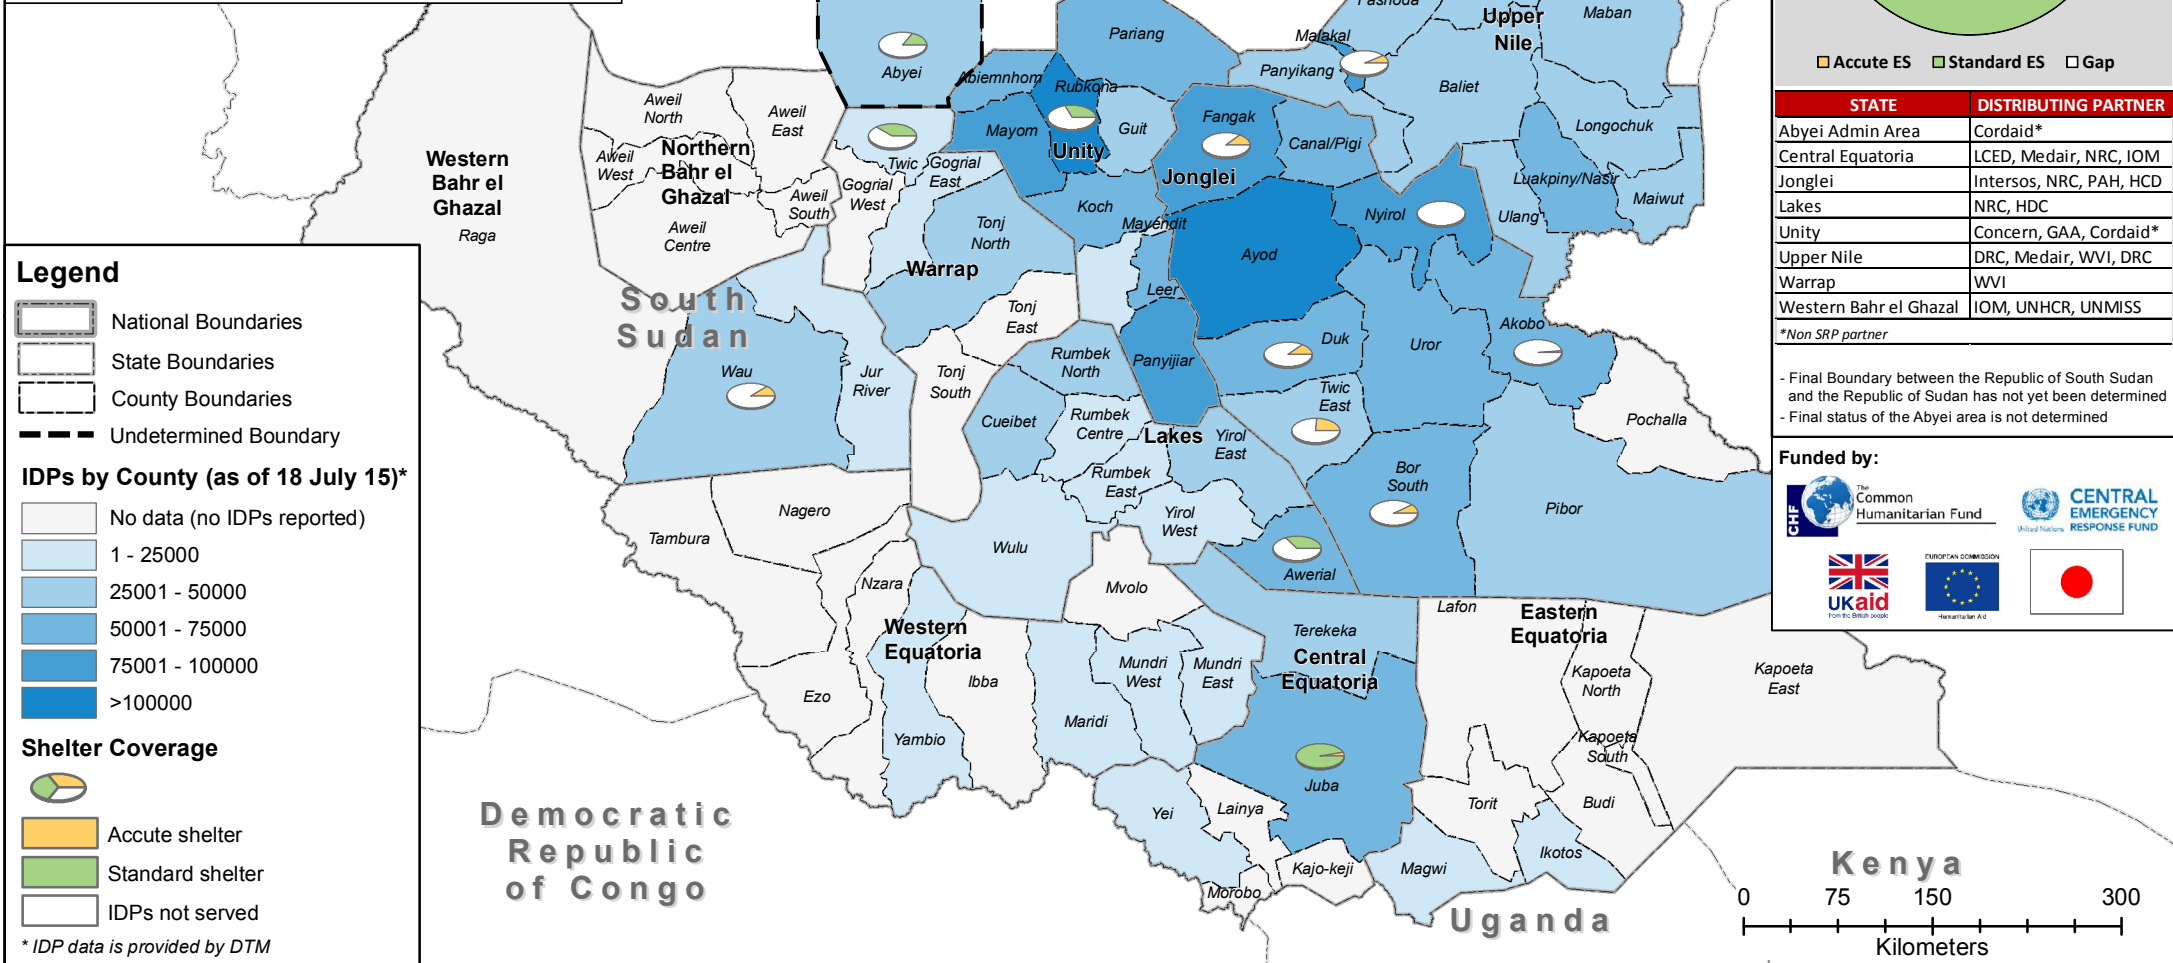 Fashoda
Upper
Nile
Maban
Pariang
Malakal
Abyei
Abiemnhom
Panyikang
Rubkona
Baliet
Aweil
North
Aweil
East
Mayom
Guit
Fangak
Canal/Pigi
Longochuk
Western
Bahr el
Ghazal
Raga
Aweil
West
Northern
Bahr el
Ghazal
Twic
Gogrial
East
Unity
Jonglei
Luakpiny/Nasir
Gogrial
West
Aweil
South
Aweil
Centre
Koch
Mayendit
Nyirol
Ulang
Maiwut
Tonj
North
Warrap
Ayod
South
Sudan
Leer
Tonj
East
Akobo
Duk
Uror
Wau
Jur
River
Tonj
South
Rumbek
North
Panyijiar
Twic
East
Pochalla
Cueibet
Rumbek
Centre
Lakes
Yirol
East
Rumbek
East
Bor
South
Pibor
Nagero
Tambura
Yirol
West
Wulu
Nzara
Mvolo
Awerial
Lafon
Eastern
Equatoria
Western
Equatoria
Terekeka
Central
Equatoria
Ezo
Ibba
Mundri
West
Mundri
East
Kapoeta
North
Kapoeta
East
Maridi
Yambio
Kapoeta
South
Juba
Yei
Lainya
Torit
Budi
Ikotos
Kajo-keji
Magwi
Morobo
Democratic
Republic
of Congo
Uganda
Kenya
0 75 150 300
Kilometers
Legend
National Boundaries
State Boundaries
County Boundaries
Undetermined Boundary
IDPs by County (as of 18 July 15)*
No data (no IDPs reported)
1 - 25000
25001 - 50000
50001 - 75000
75001 - 100000
>100000
Shelter Coverage
Accute shelter
Standard shelter
IDPs not served
* IDP data is provided by DTM
Accute ES Standard ES Gap
STATE DISTRIBUTING PARTNER
Abyei Admin Area Cordaid*
Central Equatoria LCED, Medair, NRC, IOM
Jonglei Intersos, NRC, PAH, HCD
Lakes NRC, HDC
Unity Concern, GAA, Cordaid*
Upper Nile DRC, Medair, WVI, DRC
Warrap WVI
Western Bahr el Ghazal IOM, UNHCR, UNMISS
*Non SRP partner
- Final Boundary between the Republic of South Sudan
and the Republic of Sudan has not yet been determined
- Final status of the Abyei area is not determined
Funded by:
CHF
The
Common
Humanitarian Fund
United Nations
CENTRAL
EMERGENCY
RESPONSE FUND
UKaid
from the British people
EUROPEAN COMMISSION
Humanitarian Aid